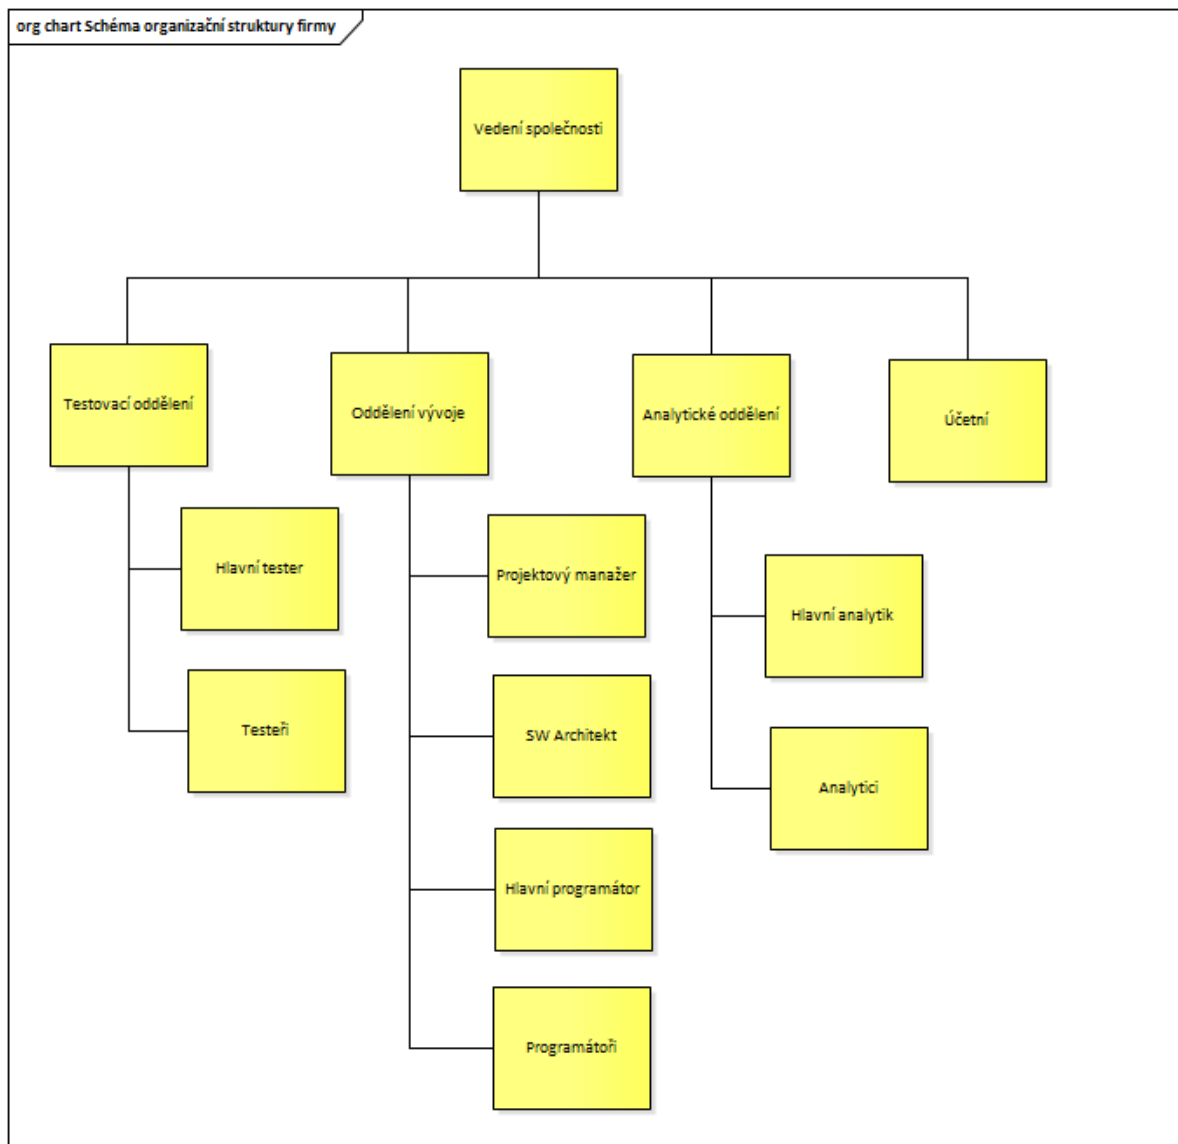 org chart Schéma organizační struktury firmy
Vedení společnosti
Testovací oddělení
Oddělení vývoje
Analytické oddělení
Účetní
Hlavní tester
Projektový manažer
Hlavní analytik
Testeři
SW Architekt
Analytici
Hlavní programátor
Programátoři